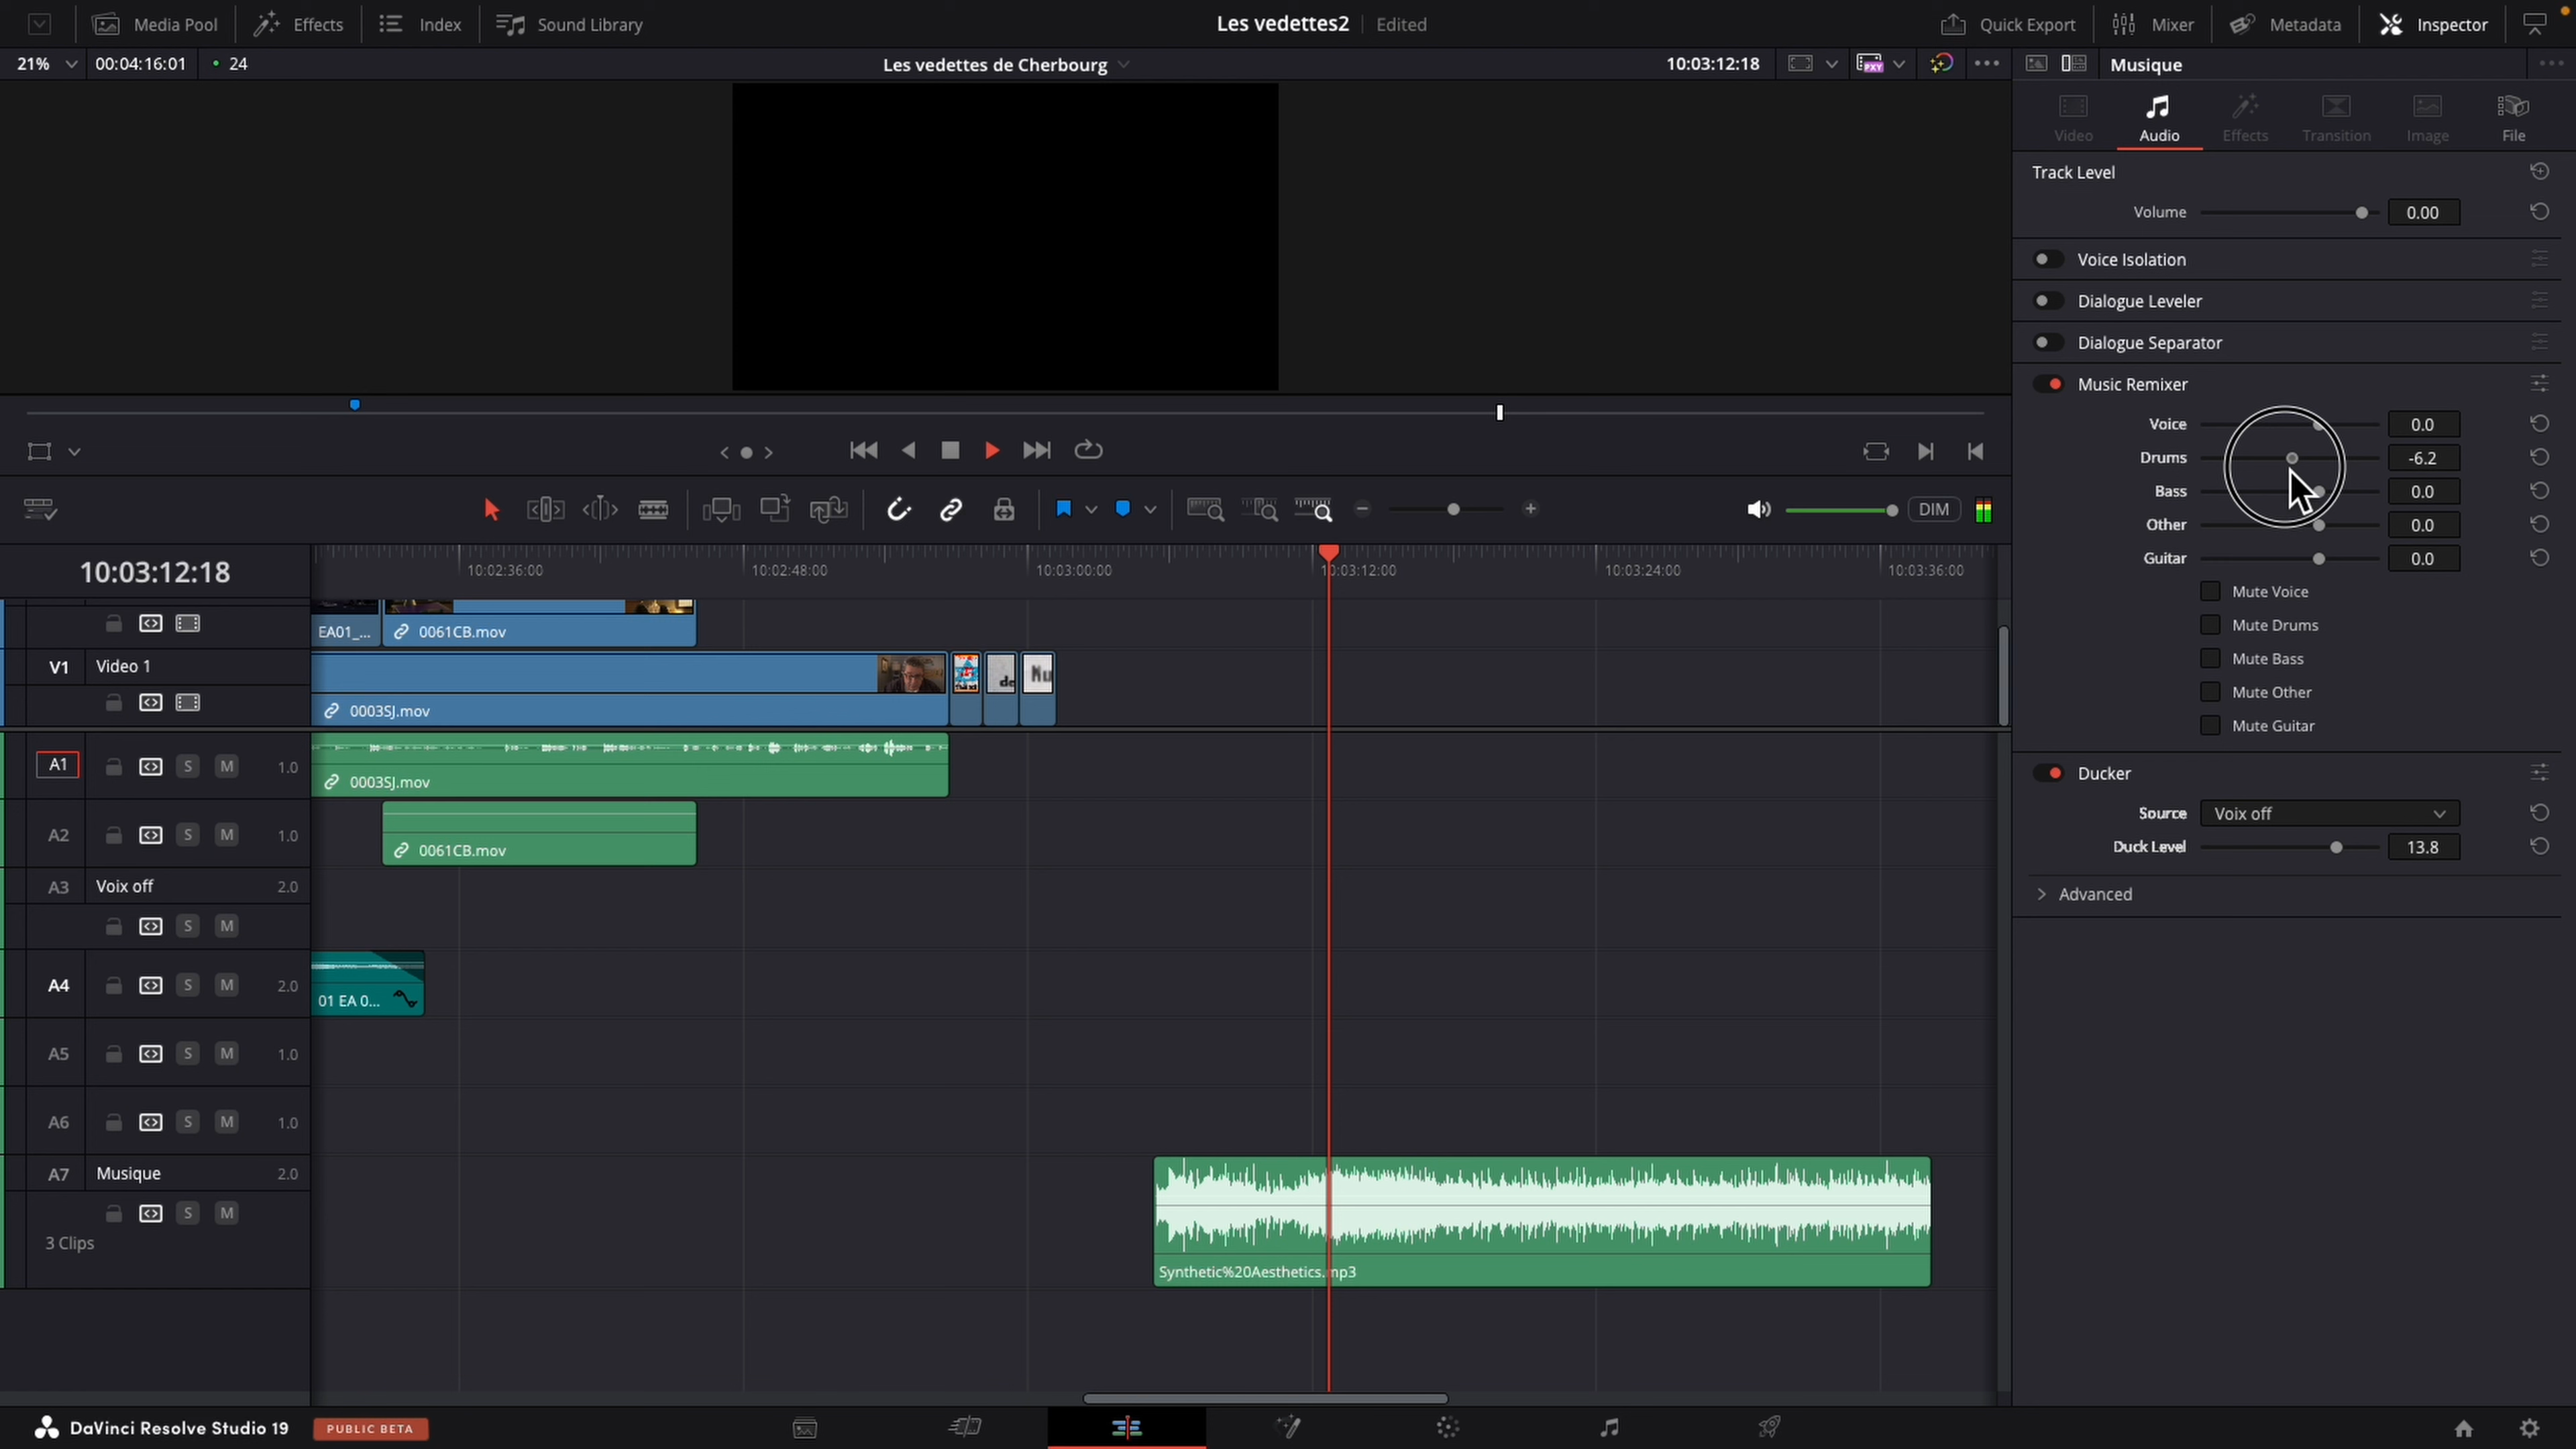 Media Pool Effects Index Sound Library Les vedettes2 Edited Quick Export Mixer Metadata Inspector
21% 00:04:16:01 24 Les vedettes de Cherbourg 10:03:12:18 PXY Musique
Video Audio Effects Transition Image File
Track Level
Volume 0.00
Voice Isolation
Dialogue Leveler
Dialogue Separator
Music Remixer
Voice 0.0
Drums -6.2
Bass 0.0
Other 0.0
Guitar 0.0
Mute Voice
Mute Drums
Mute Bass
Mute Other
Mute Guitar
Ducker
Source Voix off
Duck Level 13.8
Advanced
DIM
10:03:12:18 10:02:36:00 10:02:48:00 10:03:00:00 10:03:12:00 10:03:24:00 10:03:36:00
EA01_... 0061CB.mov
V1 Video 1
de Nu
0003SJ.mov
A1 S M 1.0
0003SJ.mov
A2 S M 1.0
0061CB.mov
A3 Voix off 2.0
S M
A4 S M 2.0
01 EA 0...
A5 S M 1.0
A6 S M 1.0
A7 Musique 2.0
S M
3 Clips
Synthetic%20Aesthetics.mp3
DaVinci Resolve Studio 19 PUBLIC BETA